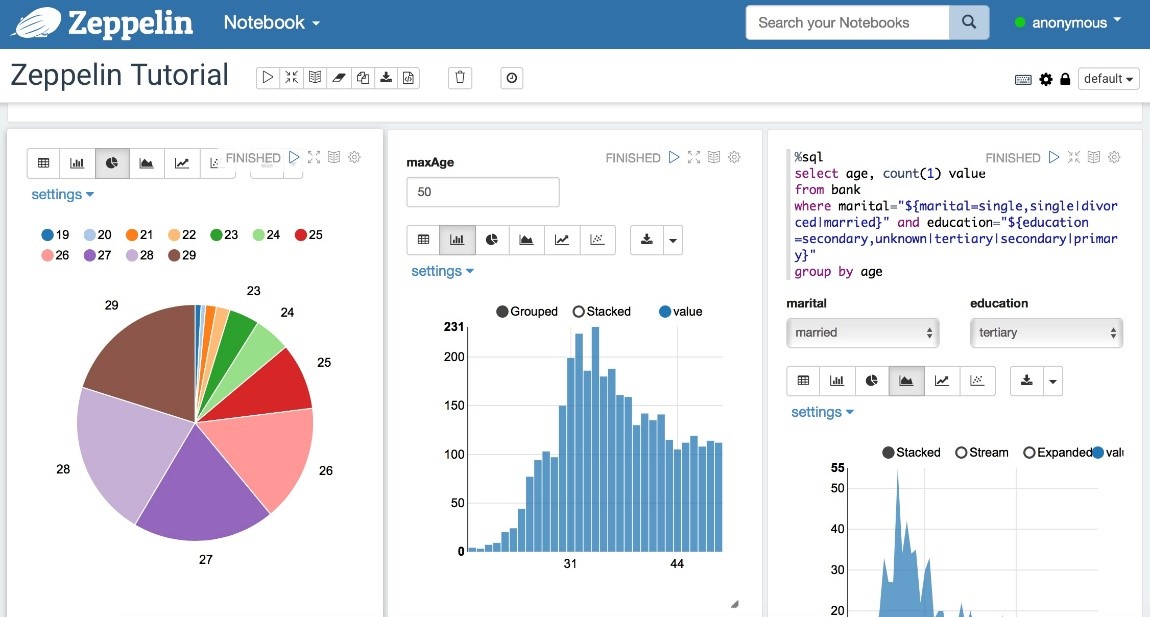 Zeppelin Notebook Search your Notebooks anonymous
Zeppelin Tutorial default
FINISHED
settings
19 20 21 22 23 24 25
26 27 28 29
29
23
24
25
26
27
28
maxAge FINISHED
50
settings
Grouped Stacked value
231
200
150
100
50
0
31 44
%sql FINISHED
select age, count(1) value
from bank
where marital="${marital=single,single|divor
ced|married}" and education="${education
=secondary,unknown|tertiary|secondary|primar
y}"
group by age
marital education
married tertiary
settings
Stacked Stream Expanded valu
55
50
40
30
20